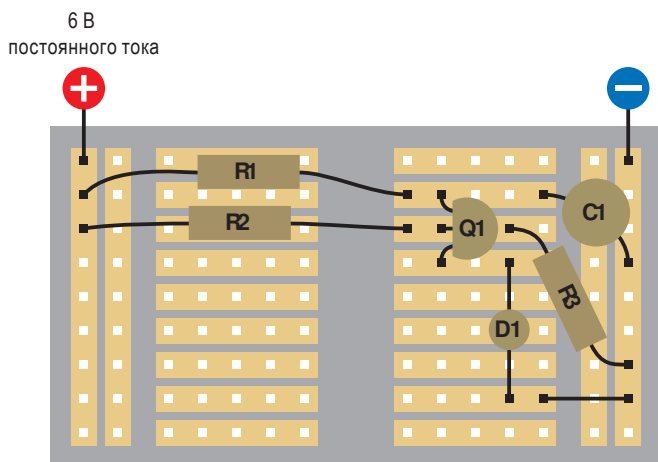 6 В
постоянного тока
+
−
R1
R2
Q1
C1
R3
D1